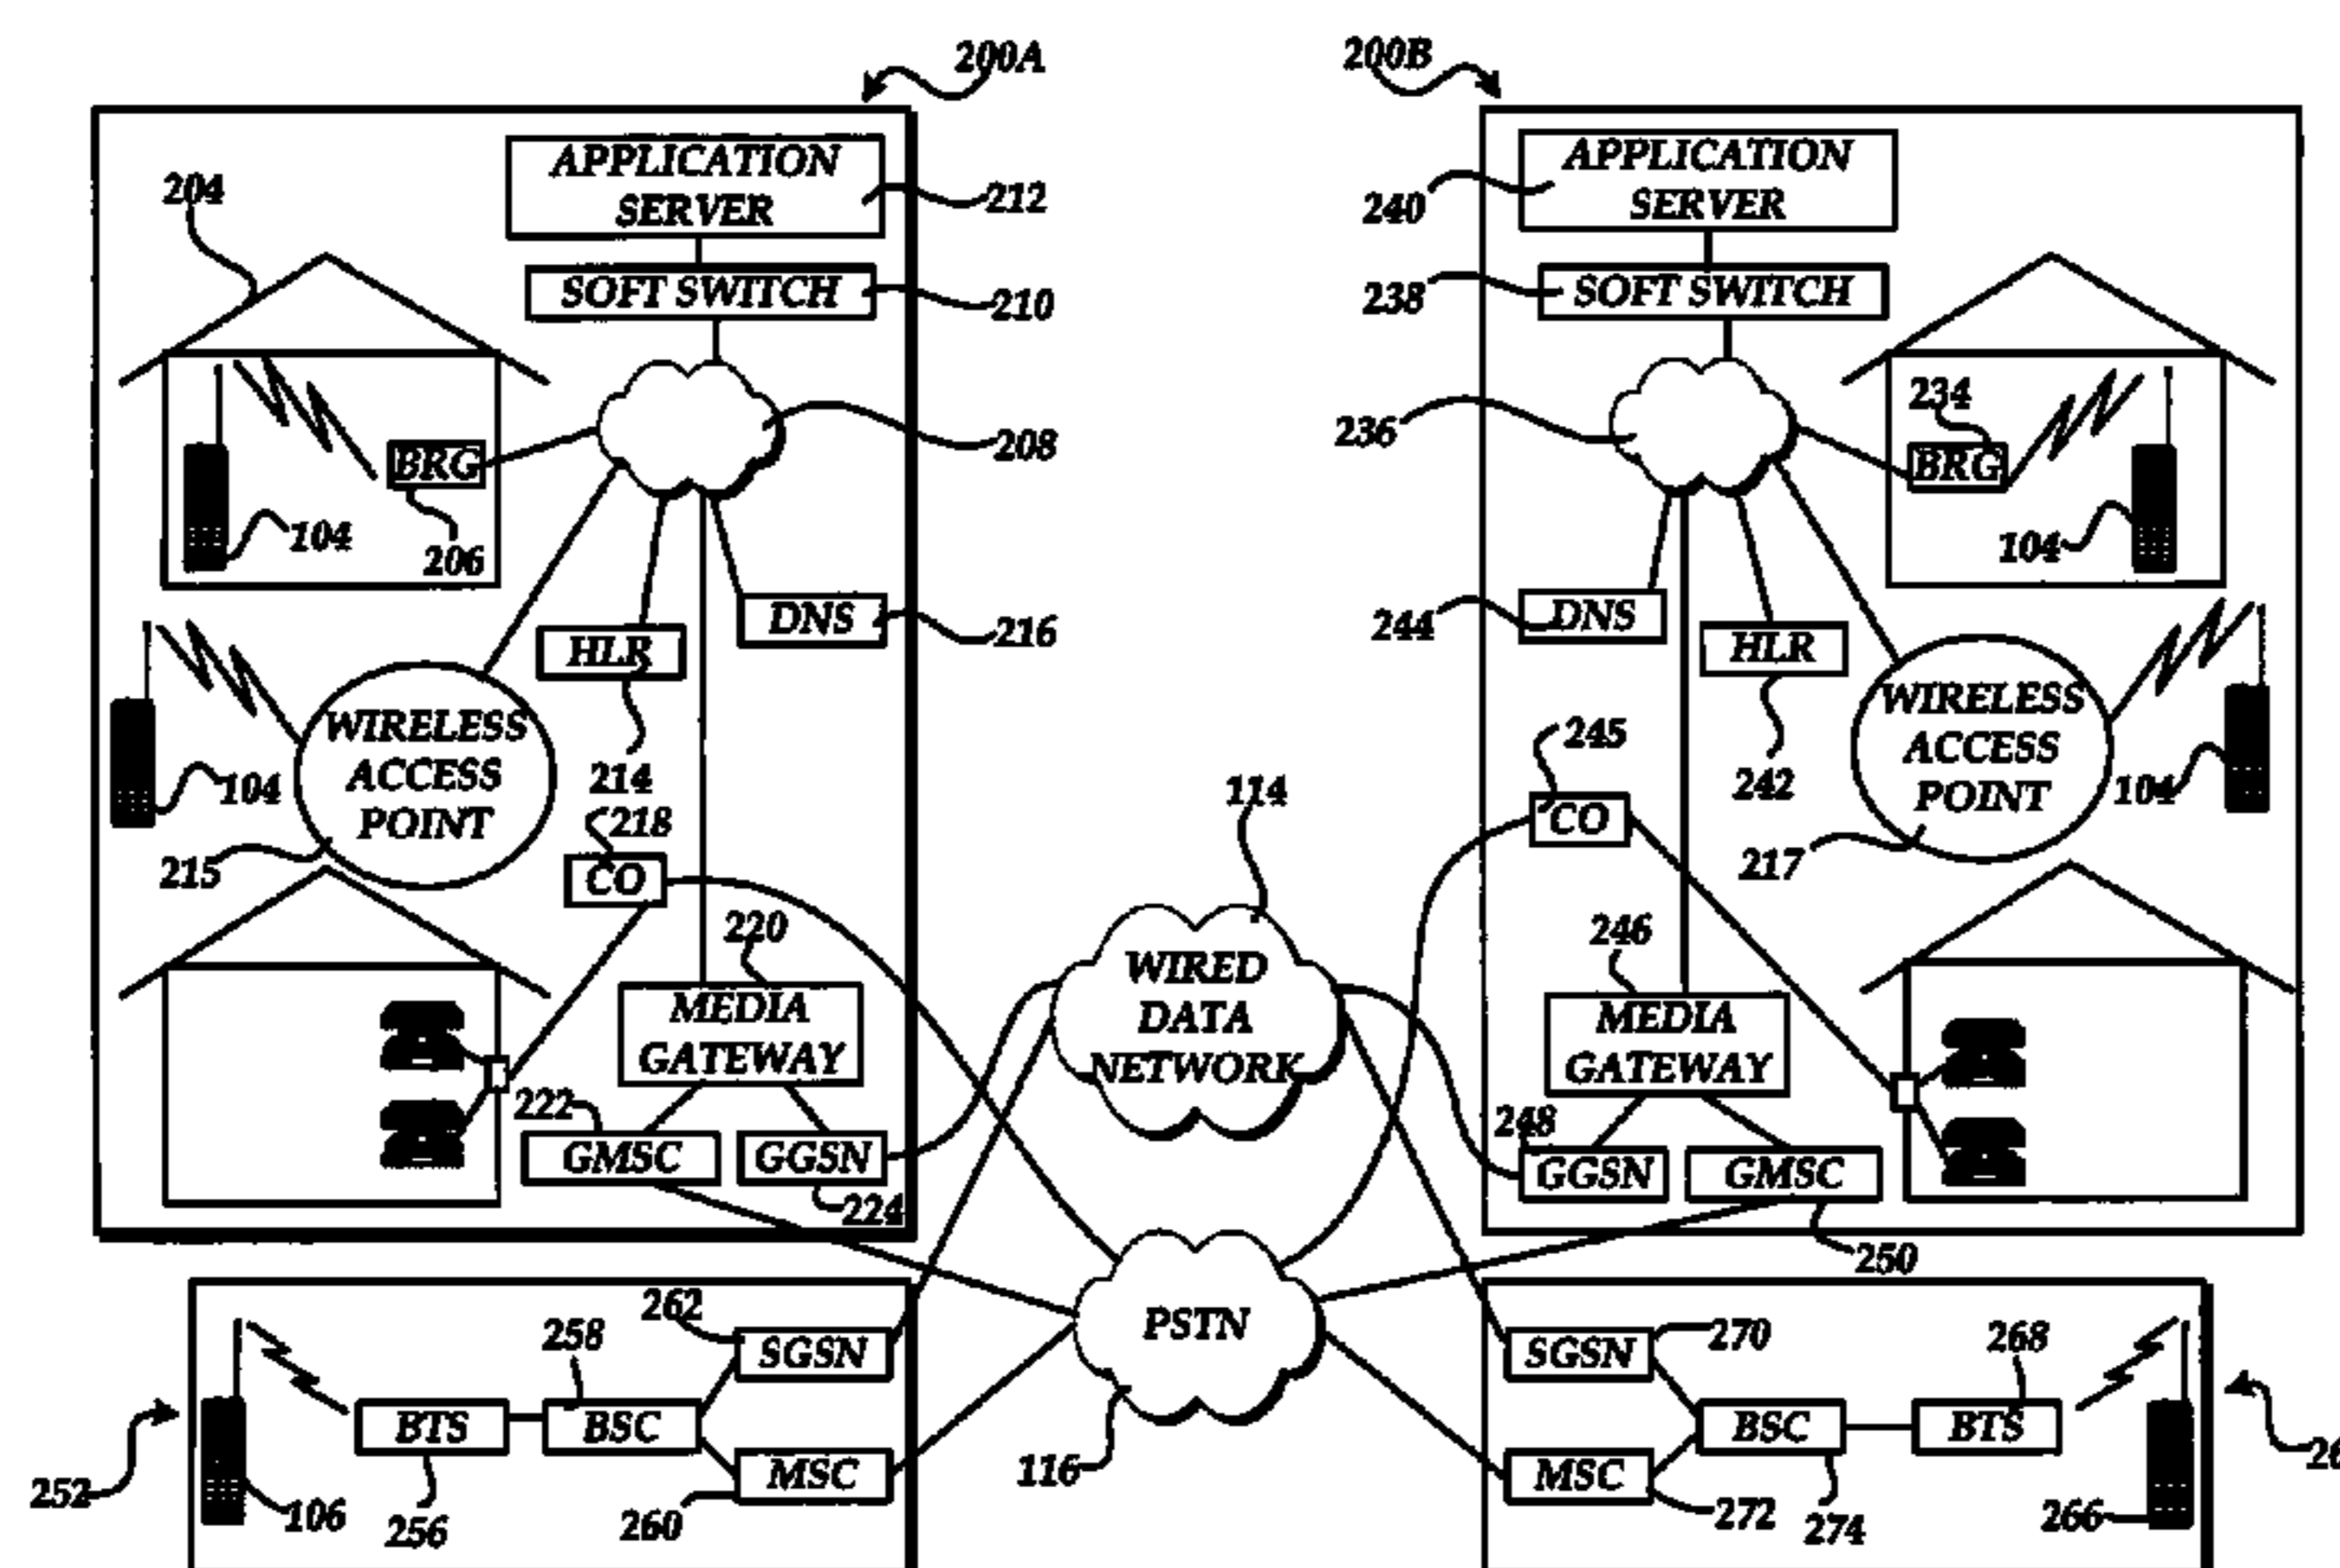 200A
200B
204
APPLICATION
SERVER
212
SOFT SWITCH
210
208
BRG
104
206
HLR
DNS
216
WIRELESS
ACCESS
POINT
104
214
215
218
CO
220
MEDIA
GATEWAY
222
GMSC
GGSN
224
APPLICATION
SERVER
240
SOFT SWITCH
238
236
234
BRG
104
DNS
244
HLR
245
242
WIRELESS
ACCESS
POINT
104
217
CO
246
MEDIA
GATEWAY
248
GGSN
GMSC
250
114
WIRED
DATA
NETWORK
PSTN
116
262
258
SGSN
BTS
BSC
MSC
252
106
256
260
SGSN
270
268
BSC
BTS
MSC
272
274
266